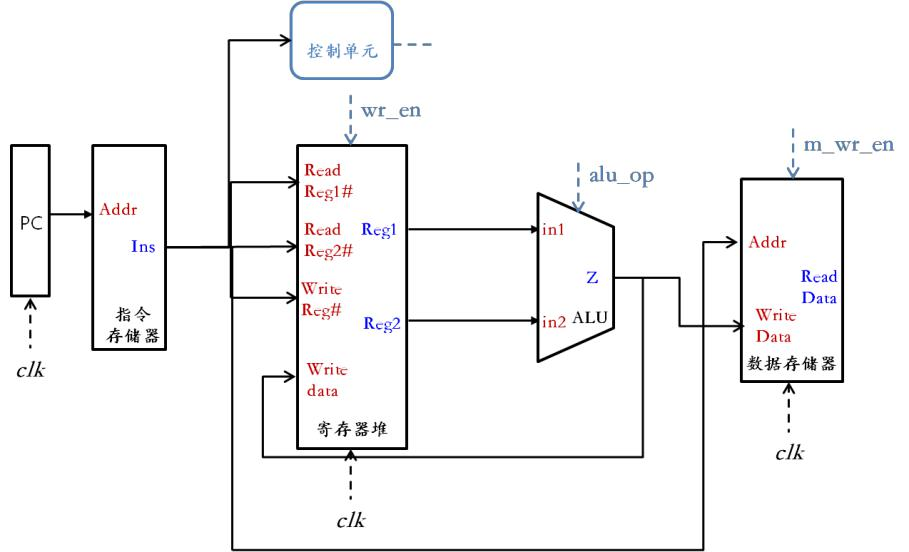 控制单元
wr_en
m_wr_en
PC
Addr
Ins
指令
存储器
clk
Read
Reg1#
Read
Reg2#
Write
Reg#
Write
data
Reg1
Reg2
寄存器堆
clk
alu_op
in1
Z
in2
ALU
Addr
Read
Data
Write
Data
数据存储器
clk